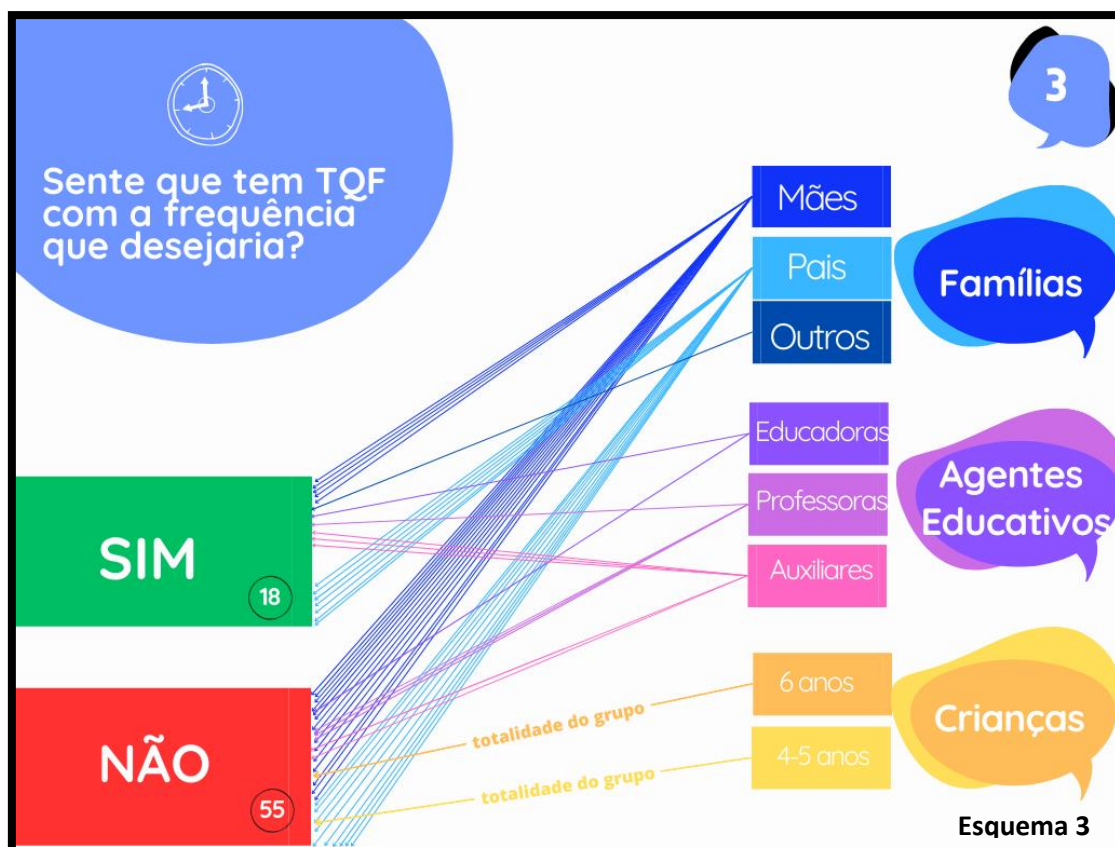 3
Sente que tem TQF
com a frequência
que desejaria?
Mães
Pais
Outros
Famílias
Educadoras
Professoras
Auxiliares
Agentes
Educativos
SIM
18
NÃO
55
totalidade do grupo
6 anos
totalidade do grupo
4-5 anos
Crianças
Esquema 3